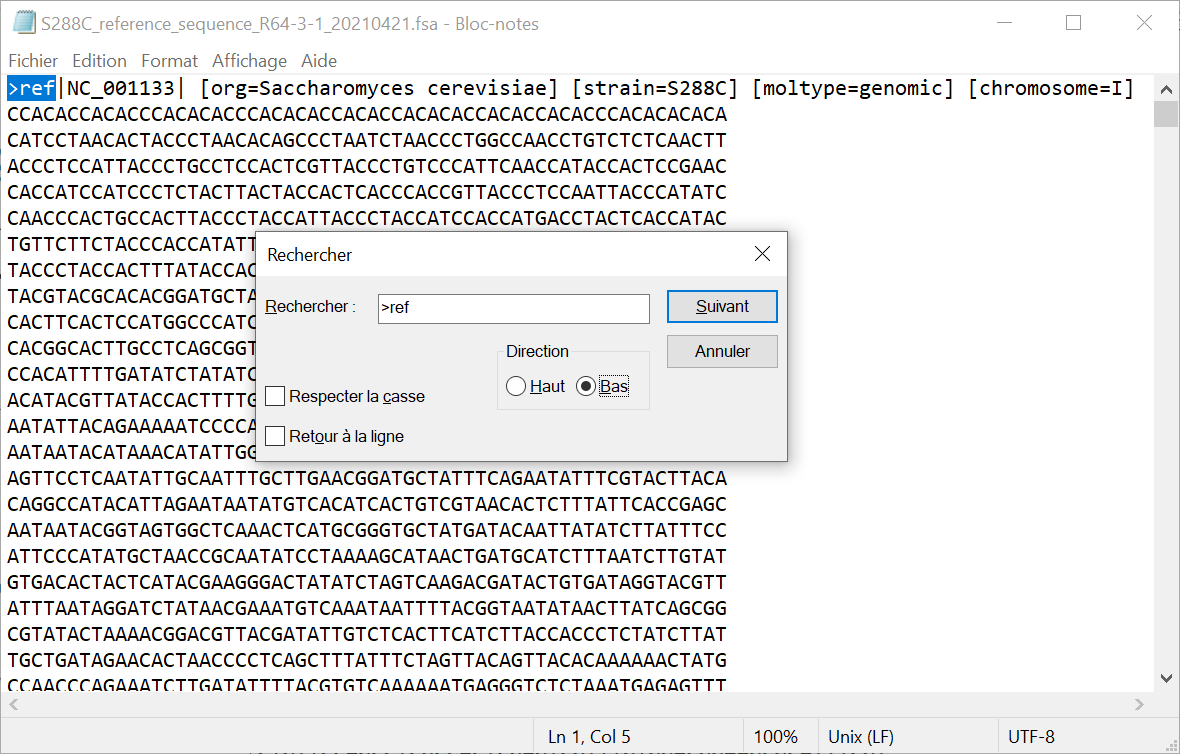 S288C_reference_sequence_R64-3-1_20210421.fsa - Bloc-notes
Fichier Edition Format Affichage Aide
>ref|NC_001133| [org=Saccharomyces cerevisiae] [strain=S288C] [moltype=genomic] [chromosome=I]
CCACACCACACCCACACACCCACACACCACACCACACACCACACCACACCCACACACACA
CATCCTAACACTACCCTAACACAGCCCTAATCTAACCCTGGCCAACCTGTCTCTCAACTT
ACCCTCCATTACCCTGCCTCCACTCGTTACCCTGTCCCATTCAACCATACCACTCCGAAC
CACCATCCATCCCTCTACTTACTACCACTCACCCACCGTTACCCTCCAATTACCCATATC
CAACCCACTGCCACTTACCCTACCATTACCCTACCATCCACCATGACCTACTCACCATAC
TGTTCTTCTACCCACCATATT
TACCCTACCACTTTATACCAC
TACGTACGCACACGGATGCTA
CACTTCACTCCATGGCCCATC
CACGGCACTTGCCTCAGCGGT
CCACATTTTGATATCTATATC
ACATACGTTATACCACTTTTG
AATATTACAGAAAAATCCCCA
AATAATACATAAACATATTGG
Rechercher
Rechercher : >ref Suivant
Direction Annuler
Haut Bas
Respecter la casse
Retour à la ligne
AGTTCCTCAATATTGCAATTTGCTTGAACGGATGCTATTTCAGAATATTTCGTACTTACA
CAGGCCATACATTAGAATAATATGTCACATCACTGTCGTAACACTCTTTATTCACCGAGC
AATAATACGGTAGTGGCTCAAACTCATGCGGGTGCTATGATACAATTATATCTTATTTCC
ATTCCCATATGCTAACCGCAATATCCTAAAAGCATAACTGATGCATCTTTAATCTTGTAT
GTGACACTACTCATACGAAGGGACTATATCTAGTCAAGACGATACTGTGATAGGTACGTT
ATTTAATAGGATCTATAACGAAATGTCAAATAATTTTACGGTAATATAACTTATCAGCGG
CGTATACTAAAACGGACGTTACGATATTGTCTCACTTCATCTTACCACCCTCTATCTTAT
TGCTGATAGAACACTAACCCCTCAGCTTTATTTCTAGTTACAGTTACACAAAAAACTATG
CCAACCCAGAAATCTTGATATTTTACGTGTCAAAAAATGAGGGTCTCTAAATGAGAGTTT
Ln 1, Col 5 100% Unix (LF) UTF-8